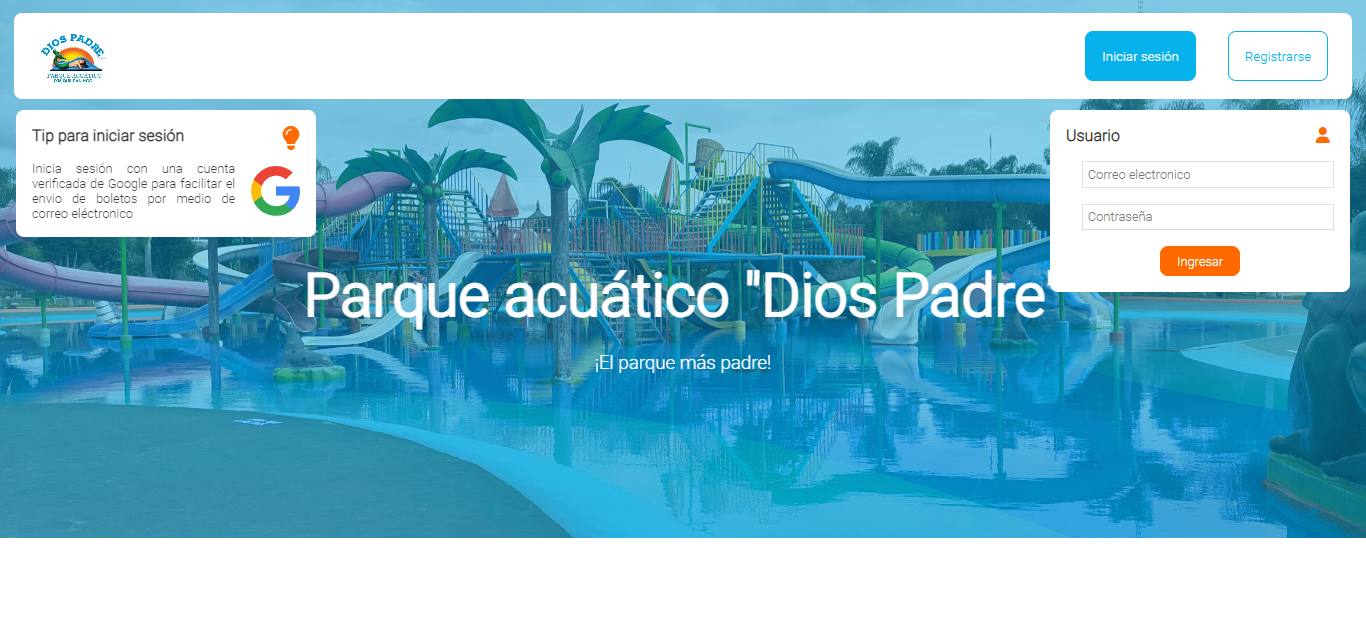 DIOS PADRE
PARQUE ACUÁTICO
Iniciar sesión
Registrarse
Tip para iniciar sesión
Inicia sesión con una cuenta
verificada de Google para facilitar el
envio de boletos por medio de
correo eléctronico
Usuario
Correo electronico
Contraseña
Ingresar
Parque acuático "Dios Padre"
¡El parque más padre!